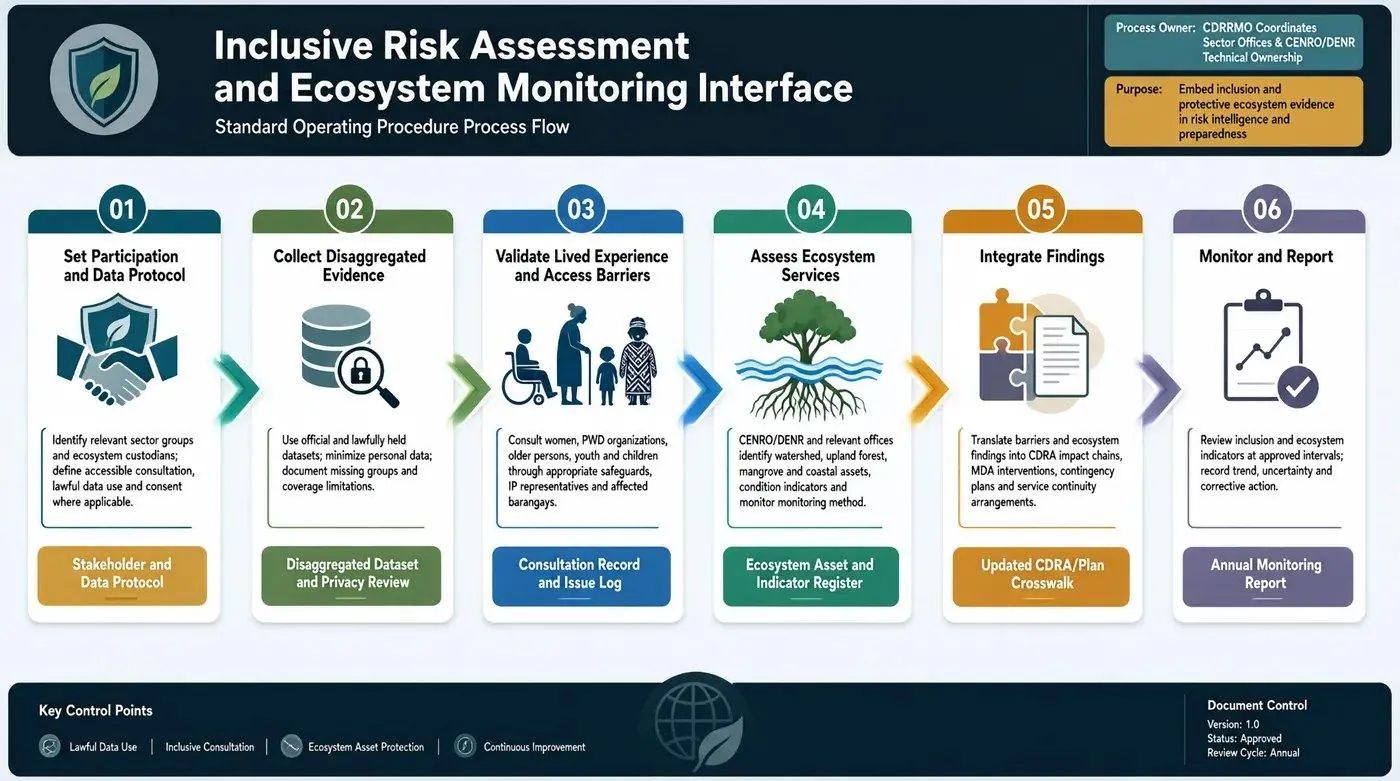 Inclusive Risk Assessment
and Ecosystem Monitoring Interface
Standard Operating Procedure Process Flow
Process Owner: CDRRMO Coordinates
Sector Offices & CENRO/DENR
Technical Ownership
Purpose: Embed inclusion and
protective ecosystem evidence
in risk intelligence and
preparedness
01
Set Participation
and Data Protocol
Identify relevant sector groups
and ecosystem custodians;
define accessible consultation,
lawful data use and consent
where applicable.
Stakeholder and
Data Protocol
02
Collect Disaggregated
Evidence
Use official and lawfully held
datasets; minimize personal data;
document missing groups and
coverage limitations.
Disaggregated Dataset
and Privacy Review
03
Validate Lived Experience
and Access Barriers
Consult women, PWD organizations,
older persons, youth and children
through appropriate safeguards,
IP representatives and affected
barangays.
Consultation Record
and Issue Log
04
Assess Ecosystem
Services
CENRO/DENR and relevant offices
identify watershed, upland forest,
mangrove and coastal assets,
condition indicators and
monitor monitoring method.
Ecosystem Asset and
Indicator Register
05
Integrate Findings
Translate barriers and ecosystem
findings into CDRA impact chains,
MDA interventions, contingency
plans and service continuity
arrangements.
Updated CDRA/Plan
Crosswalk
06
Monitor and Report
Review inclusion and ecosystem
indicators at approved intervals;
record trend, uncertainty and
corrective action.
Annual Monitoring
Report
Key Control Points
Lawful Data Use | Inclusive Consultation | Ecosystem Asset Protection | Continuous Improvement
Document Control
Version: 1.0
Status: Approved
Review Cycle: Annual